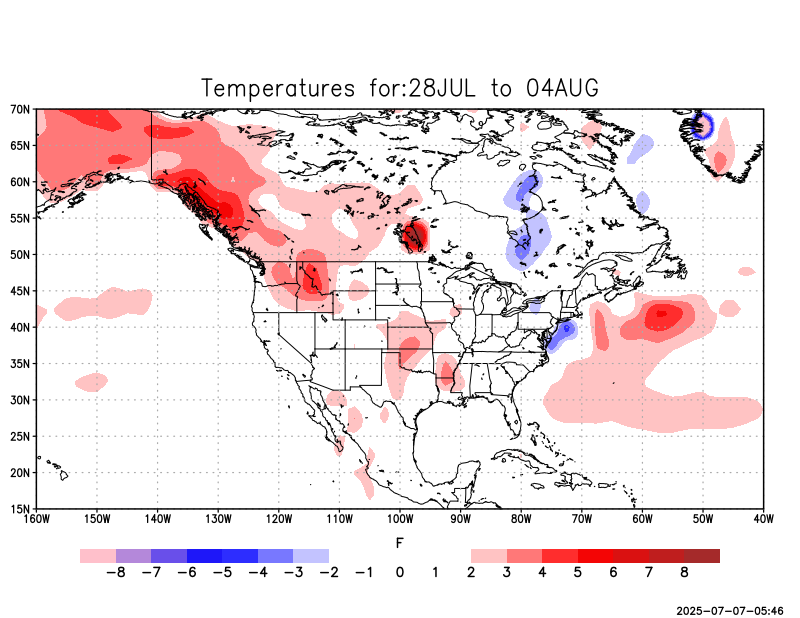 Temperatures for:28JUL to 04AUG
70N
65N
60N
55N
50N
45N
40N
35N
30N
25N
20N
15N
160W 150W 140W 130W 120W 110W 100W 90W 80W 70W 60W 50W 40W
F
−8 −7 −6 −5 −4 −3 −2 −1 0 1 2 3 4 5 6 7 8
2025-07-07-05:46